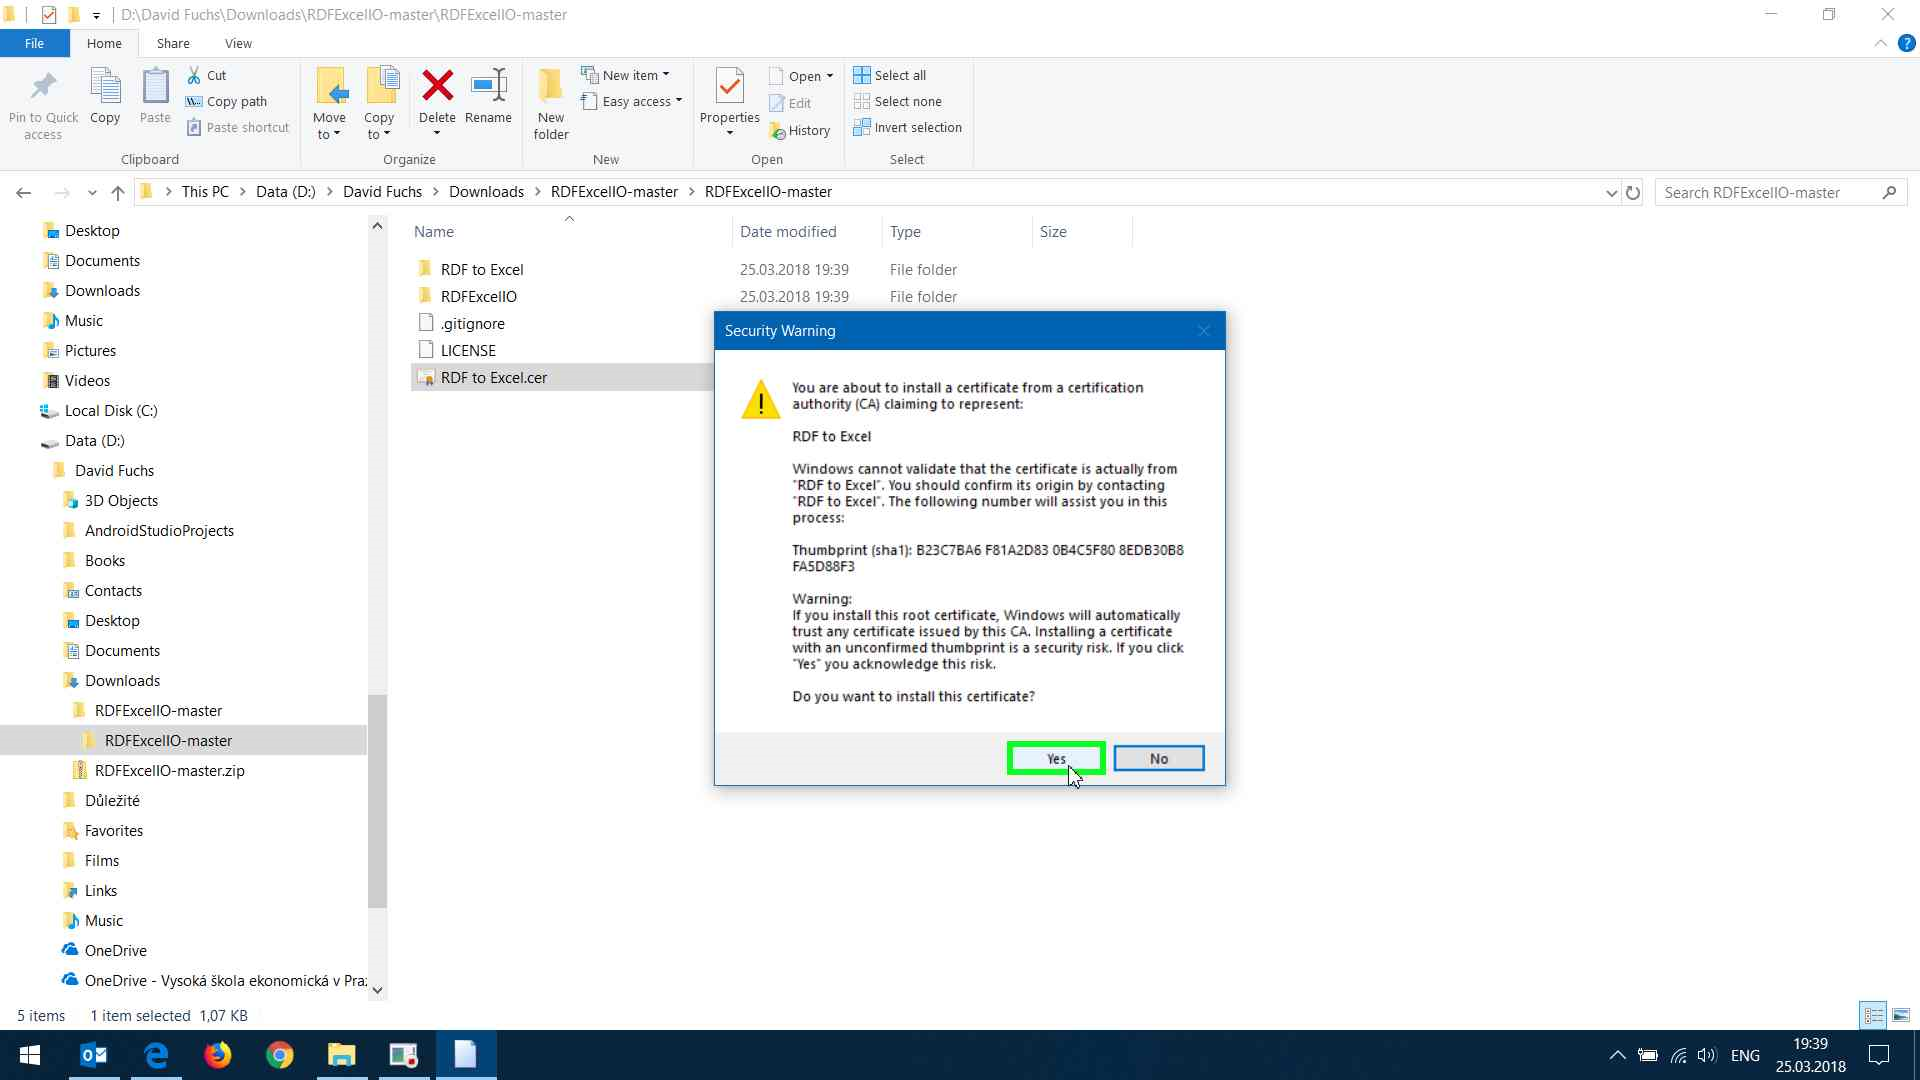 D:\David Fuchs\Downloads\RDFExcelIO-master\RDFExcelIO-master
File
Home
Share
View
Pin to Quick
access
Copy
Paste
Cut
Copy path
Paste shortcut
Clipboard
Move
to
Copy
to
Delete
Rename
Organize
New
folder
New item
Easy access
New
Properties
Open
Edit
History
Open
Select all
Select none
Invert selection
Select
This PC
Data (D:)
David Fuchs
Downloads
RDFExcelIO-master
RDFExcelIO-master
Search RDFExcelIO-master
Desktop
Documents
Downloads
Music
Pictures
Videos
Local Disk (C:)
Data (D:)
David Fuchs
3D Objects
AndroidStudioProjects
Books
Contacts
Desktop
Documents
Downloads
RDFExcelIO-master
RDFExcelIO-master
RDFExcelIO-master.zip
Důležité
Favorites
Films
Links
Music
OneDrive
OneDrive - Vysoká škola ekonomická v Pra
Name
Date modified
Type
Size
RDF to Excel
25.03.2018 19:39
File folder
RDFExcelIO
25.03.2018 19:39
File folder
.gitignore
LICENSE
RDF to Excel.cer
Security Warning
You are about to install a certificate from a certification
authority (CA) claiming to represent:
RDF to Excel
Windows cannot validate that the certificate is actually from
"RDF to Excel". You should confirm its origin by contacting
"RDF to Excel". The following number will assist you in this
process:
Thumbprint (sha1): B23C7BA6 F81A2D83 0B4C5F80 8EDB30B8
FA5D88F3
Warning:
If you install this root certificate, Windows will automatically
trust any certificate issued by this CA. Installing a certificate
with an unconfirmed thumbprint is a security risk. If you click
"Yes" you acknowledge this risk.
Do you want to install this certificate?
Yes
No
5 items
1 item selected 1,07 KB
ENG
19:39
25.03.2018